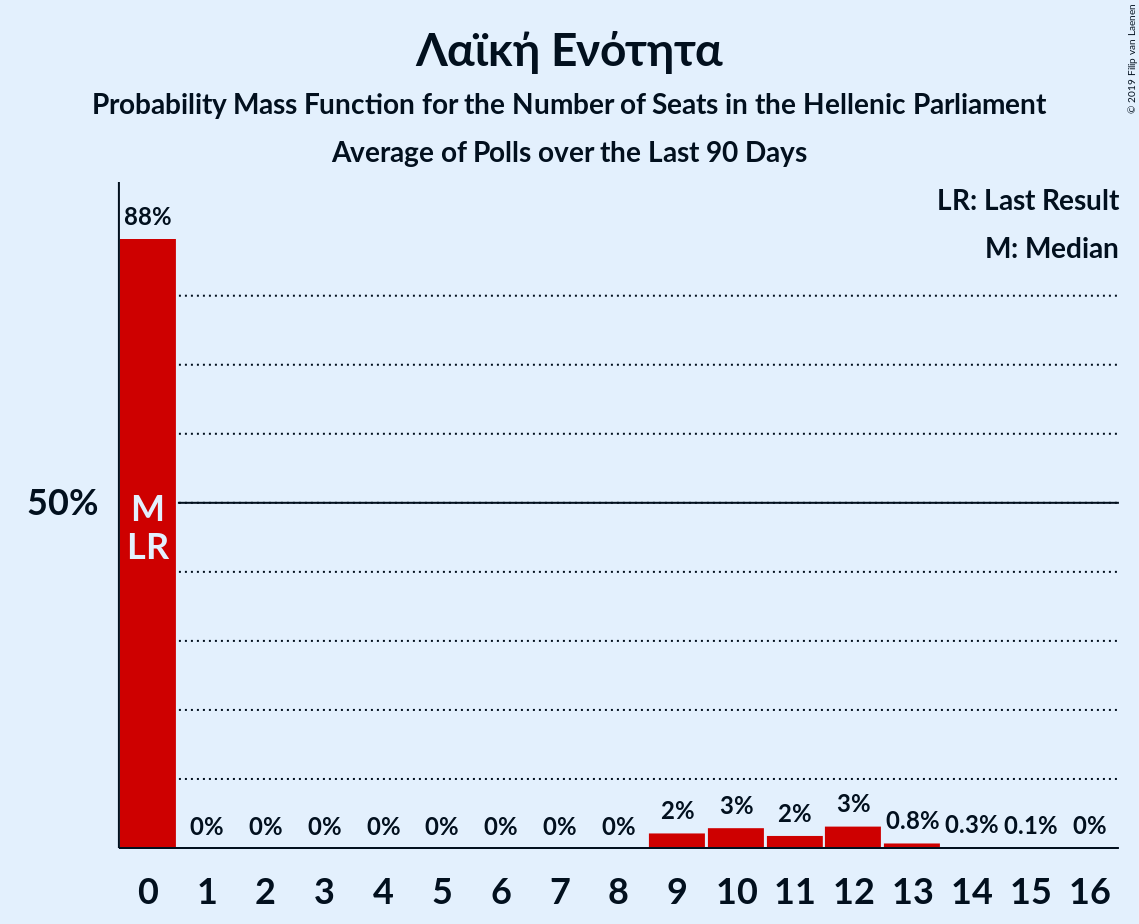 Λαϊκή Ενότητα
Probability Mass Function for the Number of Seats in the Hellenic Parliament
Average of Polls over the Last 90 Days
© 2019 Filip van Laenen
LR: Last Result
M: Median
88%
50%
M
LR
0% 0% 0% 0% 0% 0% 0% 0% 2% 3% 2% 3% 0.8% 0.3% 0.1% 0%
0 1 2 3 4 5 6 7 8 9 10 11 12 13 14 15 16